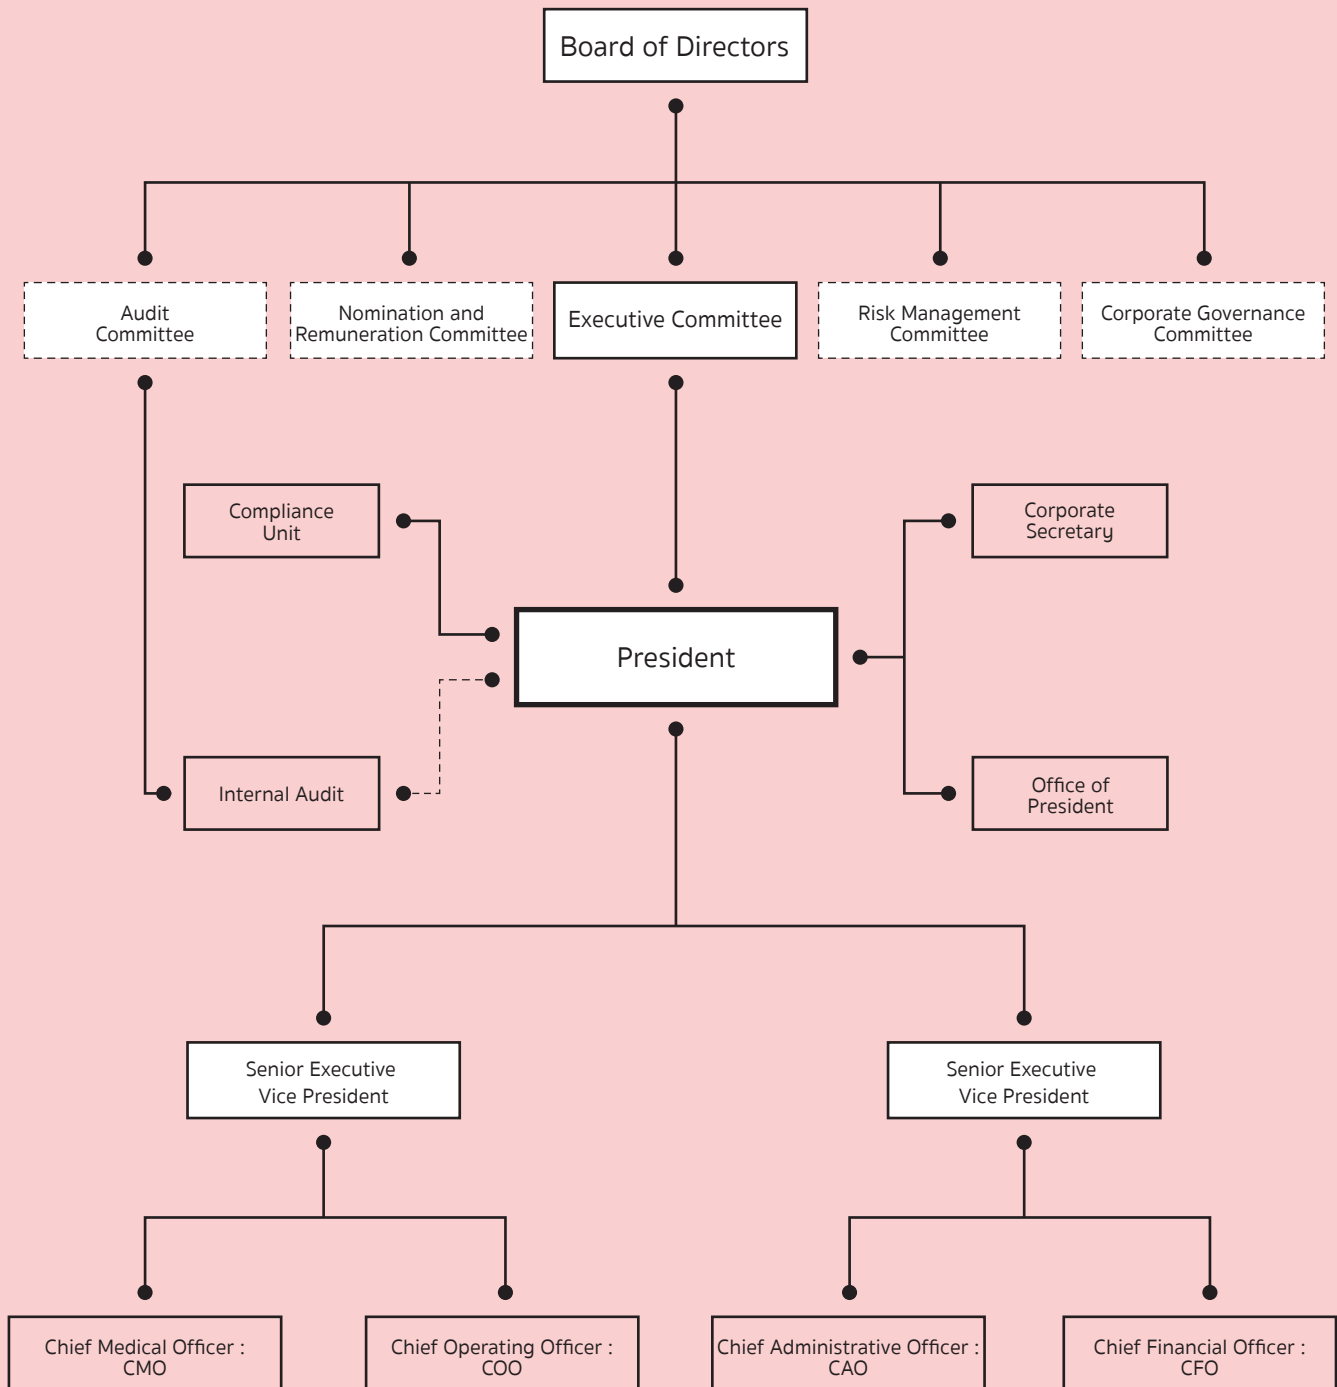 Board of Directors
Audit
Committee
Nomination and
Remuneration Committee
Executive Committee
Risk Management
Committee
Corporate Governance
Committee
Compliance
Unit
Corporate
Secretary
President
Internal Audit
Office of
President
Senior Executive
Vice President
Senior Executive
Vice President
Chief Medical Officer :
CMO
Chief Operating Officer :
COO
Chief Administrative Officer :
CAO
Chief Financial Officer :
CFO